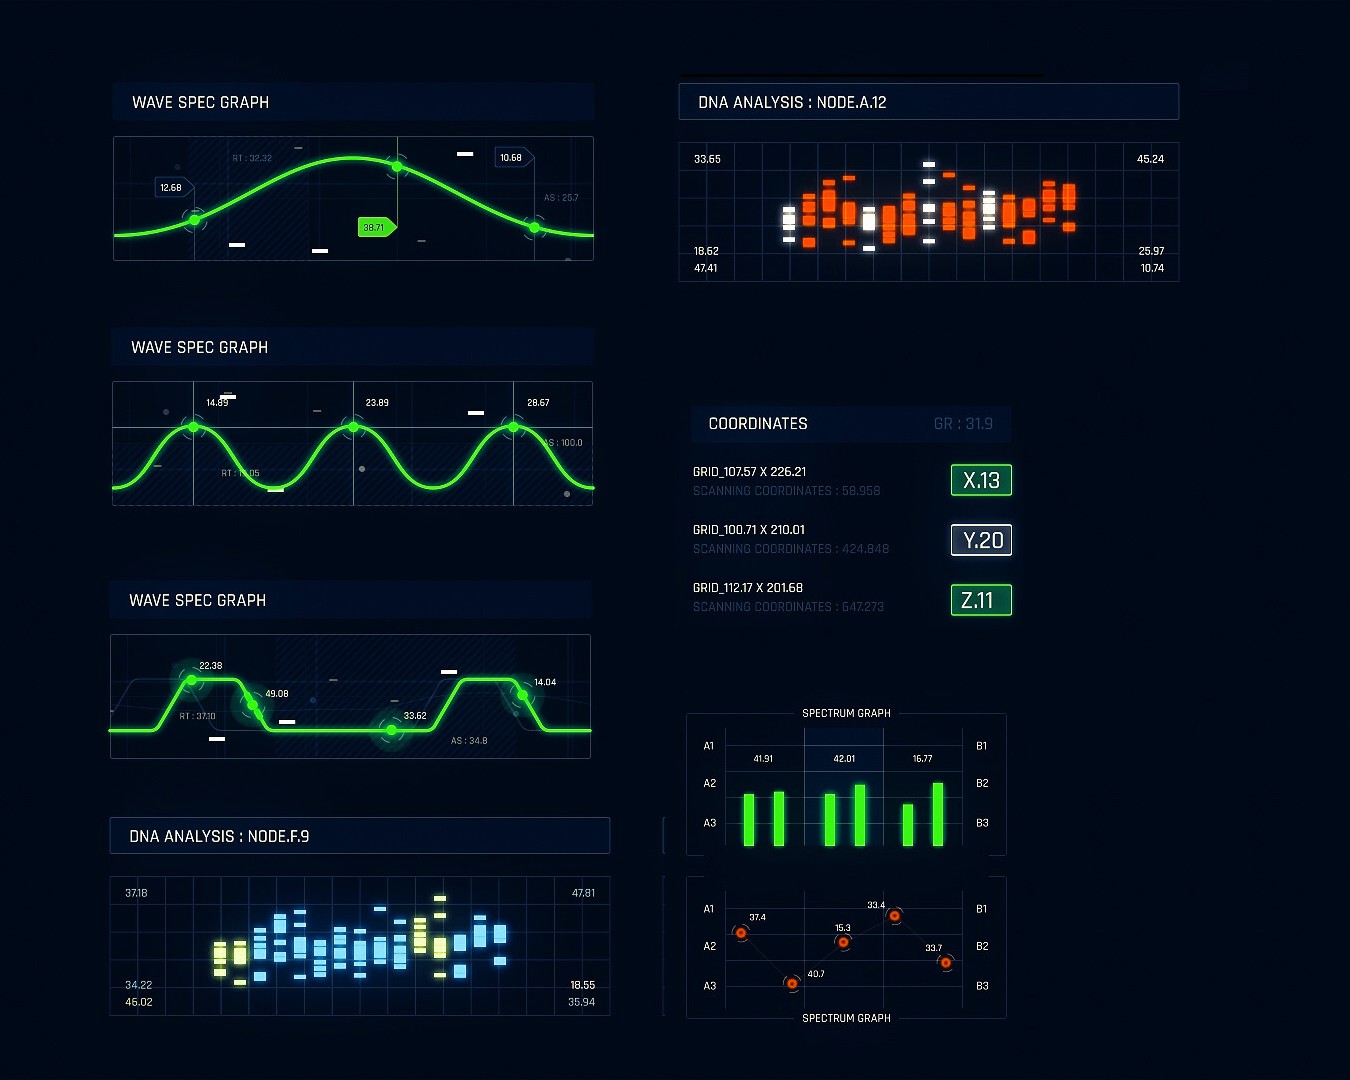 WAVE SPEC GRAPH
RT : 32.32
10.68
12.68
AS : 25.7
38.71
WAVE SPEC GRAPH
14.89
23.89
28.67
AS : 100.0
WAVE SPEC GRAPH
22.38
49.08
14.04
RT : 37.10
33.62
AS : 34.8
DNA ANALYSIS : NODE.F.9
37.18
47.81
34.22
18.55
46.02
35.94
DNA ANALYSIS : NODE.A.12
33.65
45.24
18.62
25.97
47.41
10.74
COORDINATES
GR : 31.9
GRID_107.57 X 226.21
X.13
SCANNING COORDINATES : 58.958
GRID_100.71 X 210.01
Y.20
SCANNING COORDINATES : 424.848
GRID_112.17 X 201.68
Z.11
SCANNING COORDINATES : 647.273
SPECTRUM GRAPH
A1
B1
41.91
42.01
16.77
A2
B2
A3
B3
A1
33.4
B1
37.4
15.3
A2
33.7
B2
40.7
A3
B3
SPECTRUM GRAPH